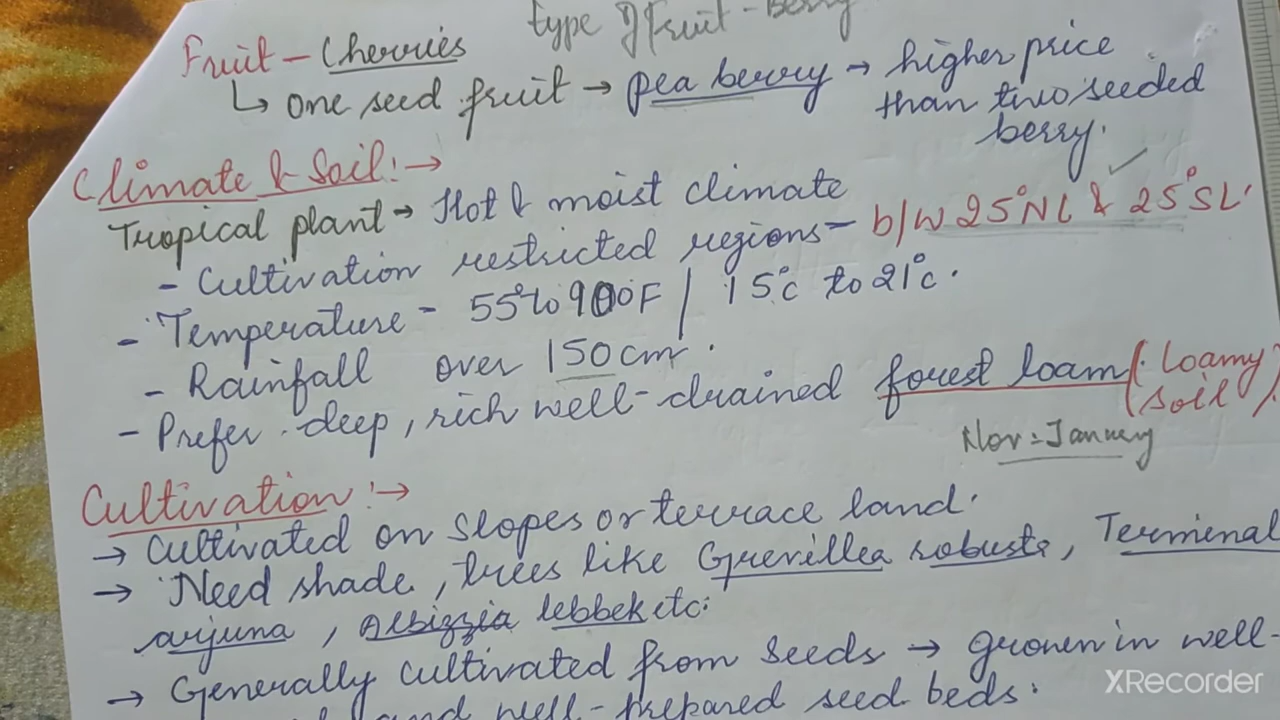 type of Fruit - Berry
Fruit - Cherries
↳ one seed fruit → pea berry → higher price
than two seeded
berry.
Climate & Soil :→
Tropical plant → Hot & moist climate
- Cultivation restricted regions - b/w 25°NL & 25°SL.
- Temperature - 55° to 900F / 15°c to 21°c.
- Rainfall over 150 cm.
- Prefer deep, rich well-drained forest loam (Loamy
soil).
Nov - January
Cultivation :→
→ Cultivated on slopes or terrace land.
→ Need shade, trees like Grevillea robusta, Terminal
arjuna, Albizzia lebbek etc.
→ Generally cultivated from seeds → grown in well-
and well-prepared seed beds.
XRecorder